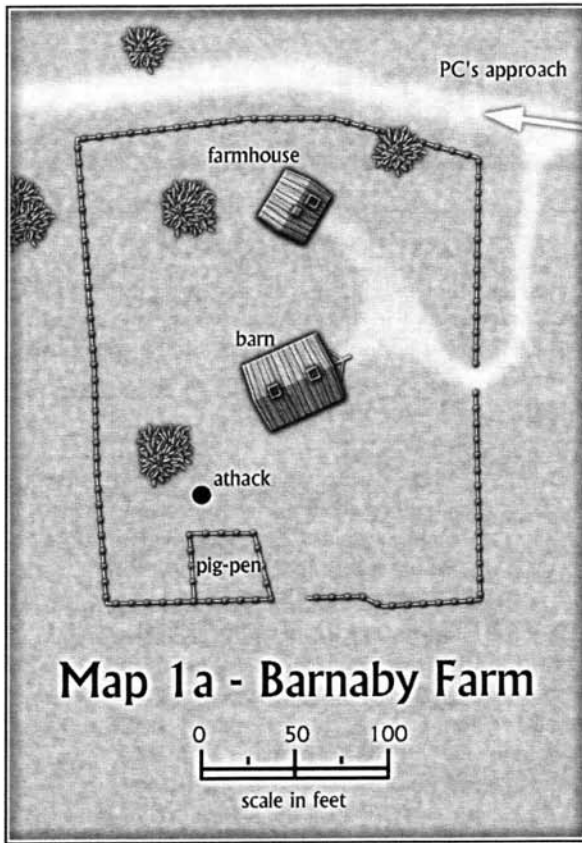 PC's approach
farmhouse
barn
athack
pig-pen
Map 1a - Barnaby Farm
0 50 100
scale in feet